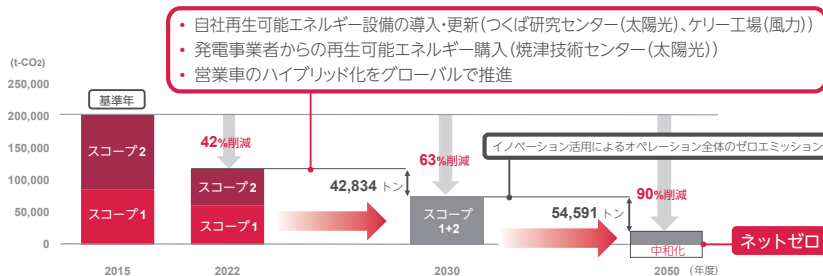 ・ 自社再生可能エネルギー設備の導入・更新(つくば研究センター(太陽光)、ケリー工場(風力))
・ 発電事業者からの再生可能エネルギー購入(焼津技術センター(太陽光))
・ 営業車のハイブリッド化をグローバルで推進
(t-CO2)
250,000
200,000
150,000
100,000
50,000
0
基準年
スコープ2
スコープ1
42%削減
スコープ2
スコープ1
42,834 トン
63%削減
スコープ
1+2
イノベーション活用によるオペレーション全体のゼロエミッション
54,591 トン
90%削減
中和化
ネットゼロ
2015
2022
2030
2050
(年度)